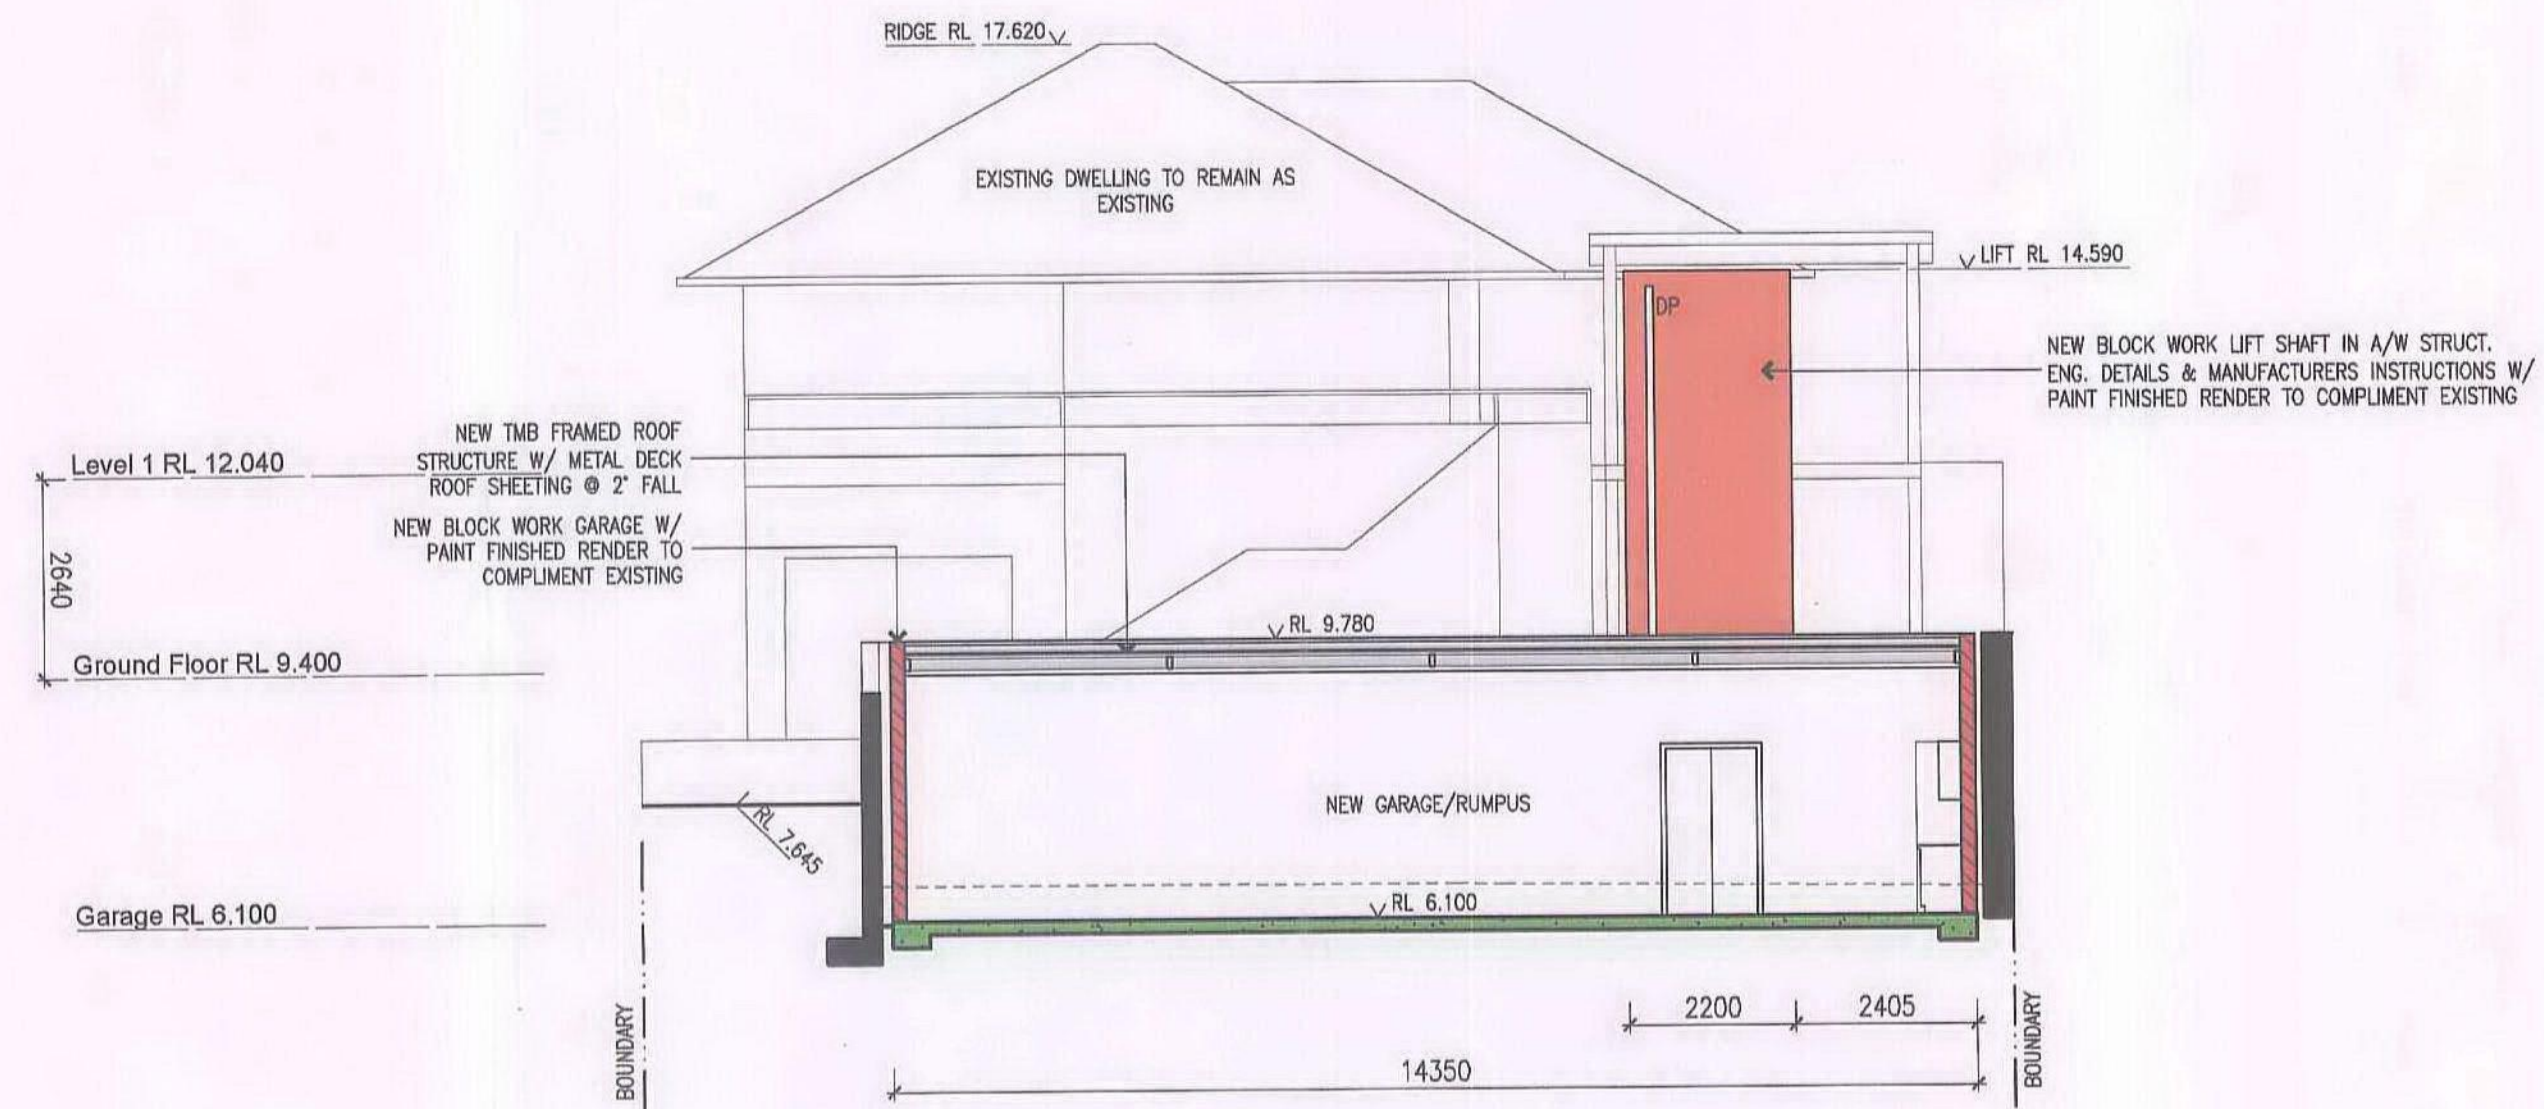 RIDGE RL 17.620
EXISTING DWELLING TO REMAIN AS
EXISTING
LIFT RL 14.590
DP
NEW BLOCK WORK LIFT SHAFT IN A/W STRUCT.
ENG. DETAILS & MANUFACTURERS INSTRUCTIONS W/
PAINT FINISHED RENDER TO COMPLIMENT EXISTING
NEW TMB FRAMED ROOF
STRUCTURE W/ METAL DECK
ROOF SHEETING @ 2° FALL
Level 1 RL 12.040
NEW BLOCK WORK GARAGE W/
PAINT FINISHED RENDER TO
COMPLIMENT EXISTING
2640
RL 9.780
Ground Floor RL 9.400
NEW GARAGE/RUMPUS
RL 7.645
RL 6.100
Garage RL 6.100
2200
2405
BOUNDARY
BOUNDARY
14350